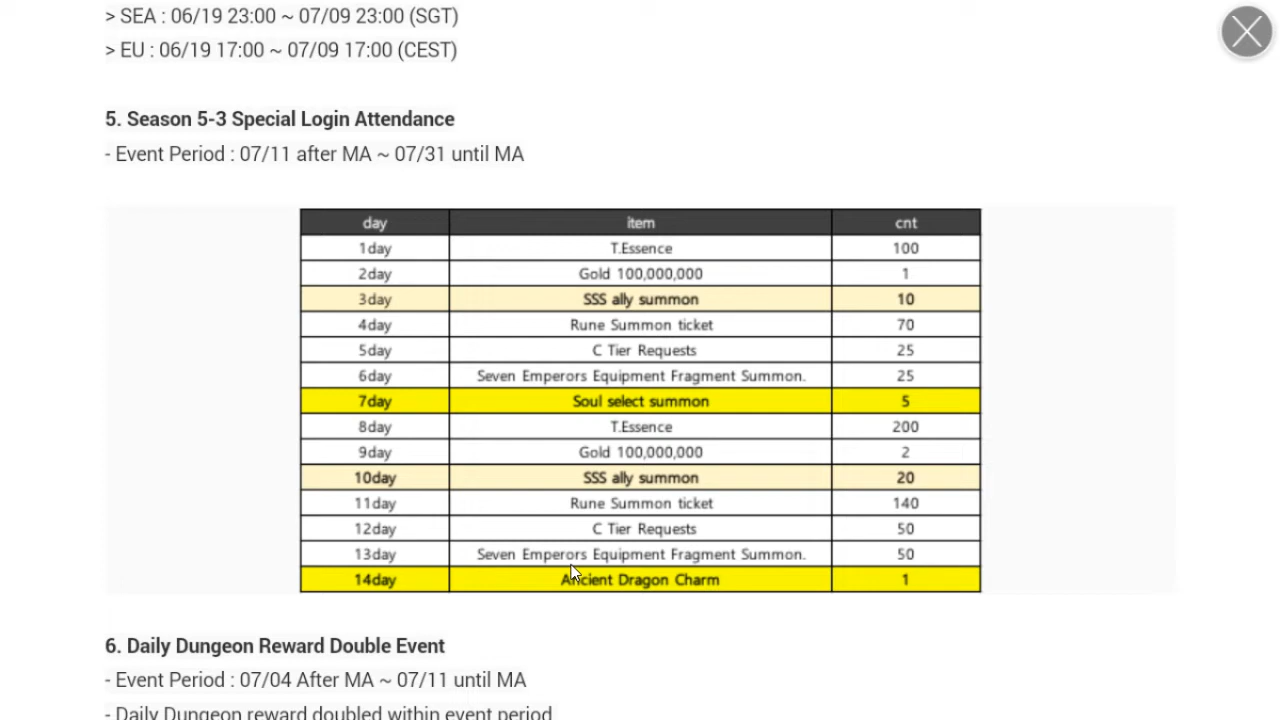 > SEA : 06/19 23:00 ~ 07/09 23:00 (SGT)
> EU : 06/19 17:00 ~ 07/09 17:00 (CEST)
5. Season 5-3 Special Login Attendance
- Event Period : 07/11 after MA ~ 07/31 until MA
day item cnt
1day T.Essence 100
2day Gold 100,000,000 1
3day SSS ally summon 10
4day Rune Summon ticket 70
5day C Tier Requests 25
6day Seven Emperors Equipment Fragment Summon. 25
7day Soul select summon 5
8day T.Essence 200
9day Gold 100,000,000 2
10day SSS ally summon 20
11day Rune Summon ticket 140
12day C Tier Requests 50
13day Seven Emperors Equipment Fragment Summon. 50
14day Ancient Dragon Charm 1
6. Daily Dungeon Reward Double Event
- Event Period : 07/04 After MA ~ 07/11 until MA
- Daily Dungeon reward doubled within event period